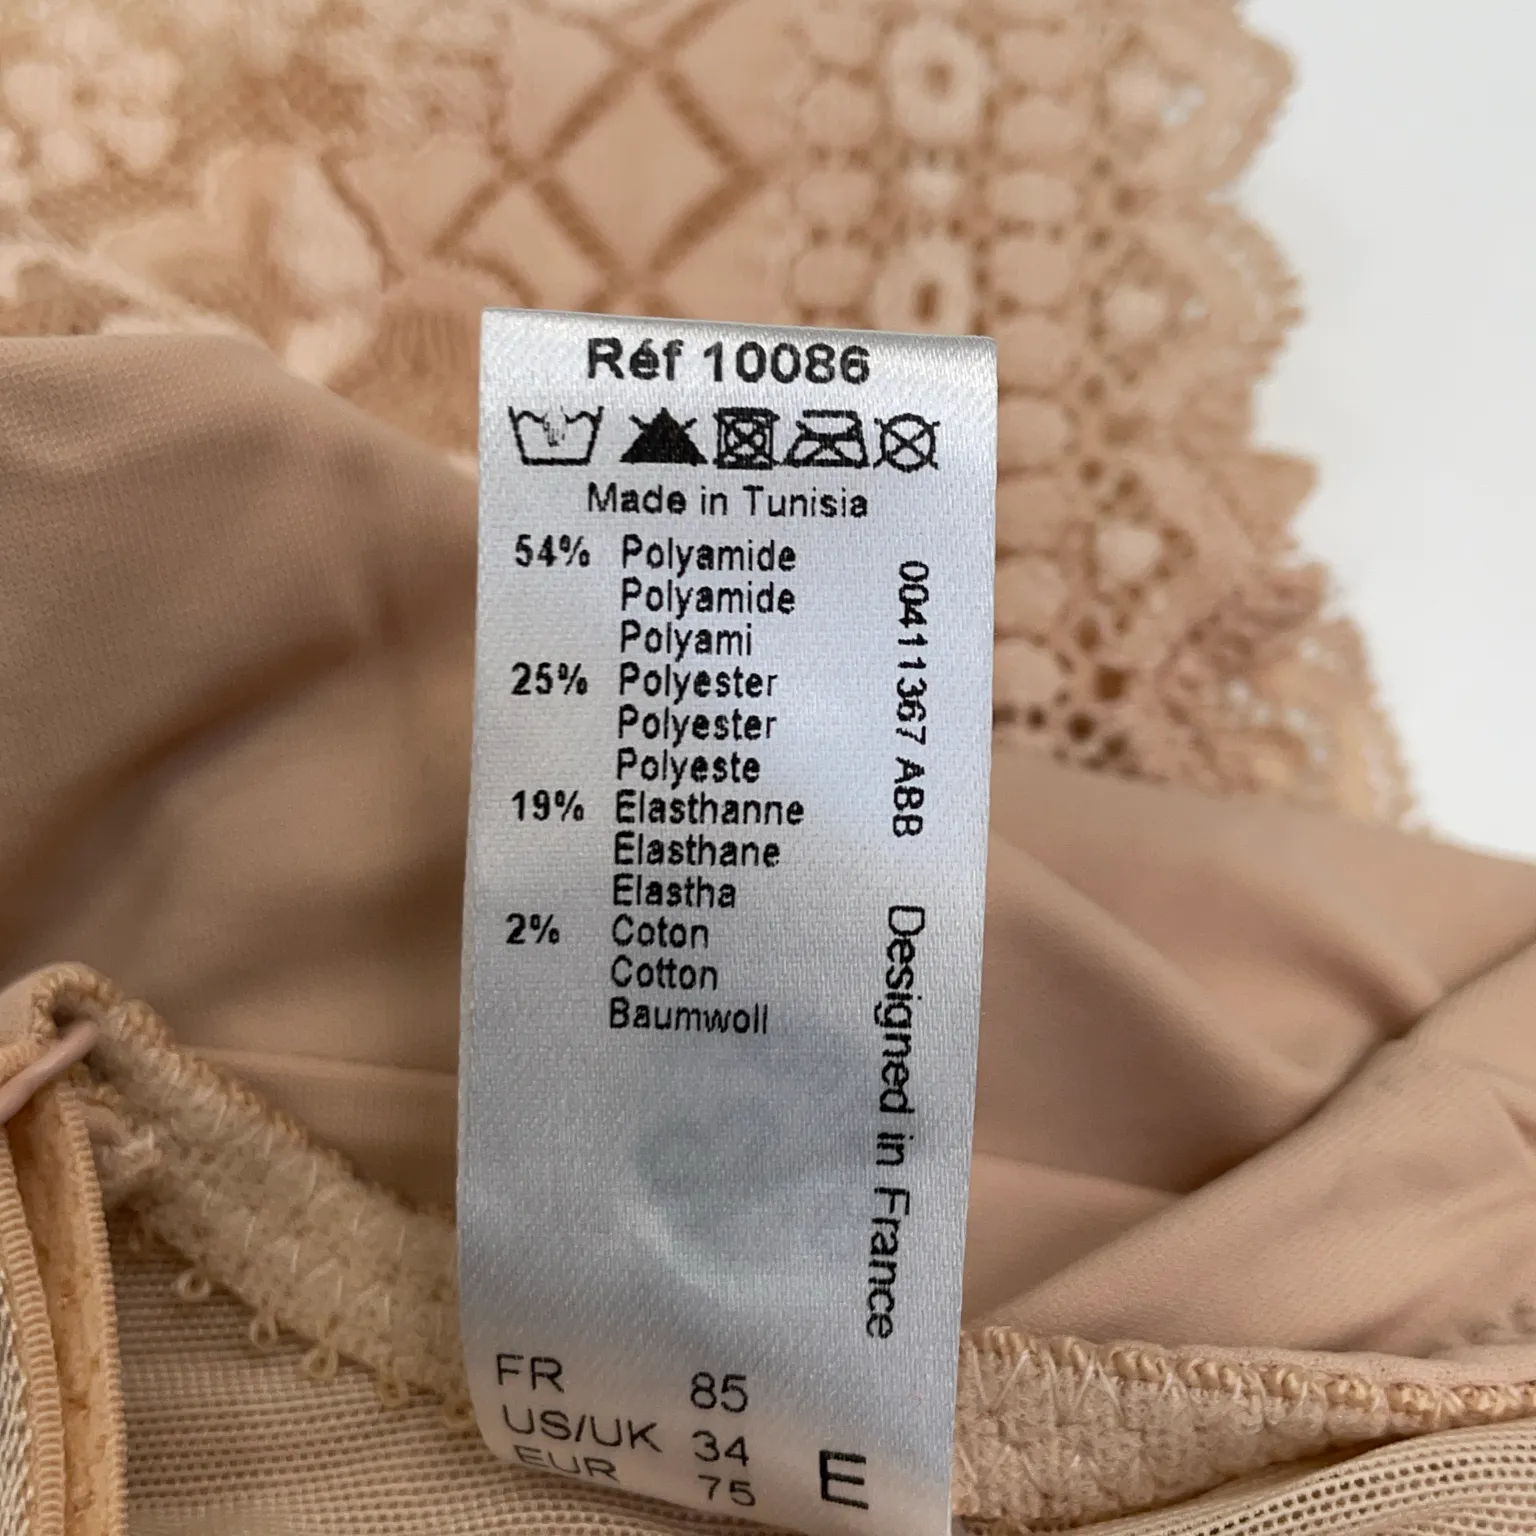 Réf 10086
Made in Tunisia
54% Polyamide
Polyamide
Polyami
25% Polyester
Polyester
Polyeste
19% Elasthanne
Elasthane
Elastha
2% Coton
Cotton
Baumwoll
00411367 ABB Designed in France
FR 85
US/UK 34
EUR 75
E